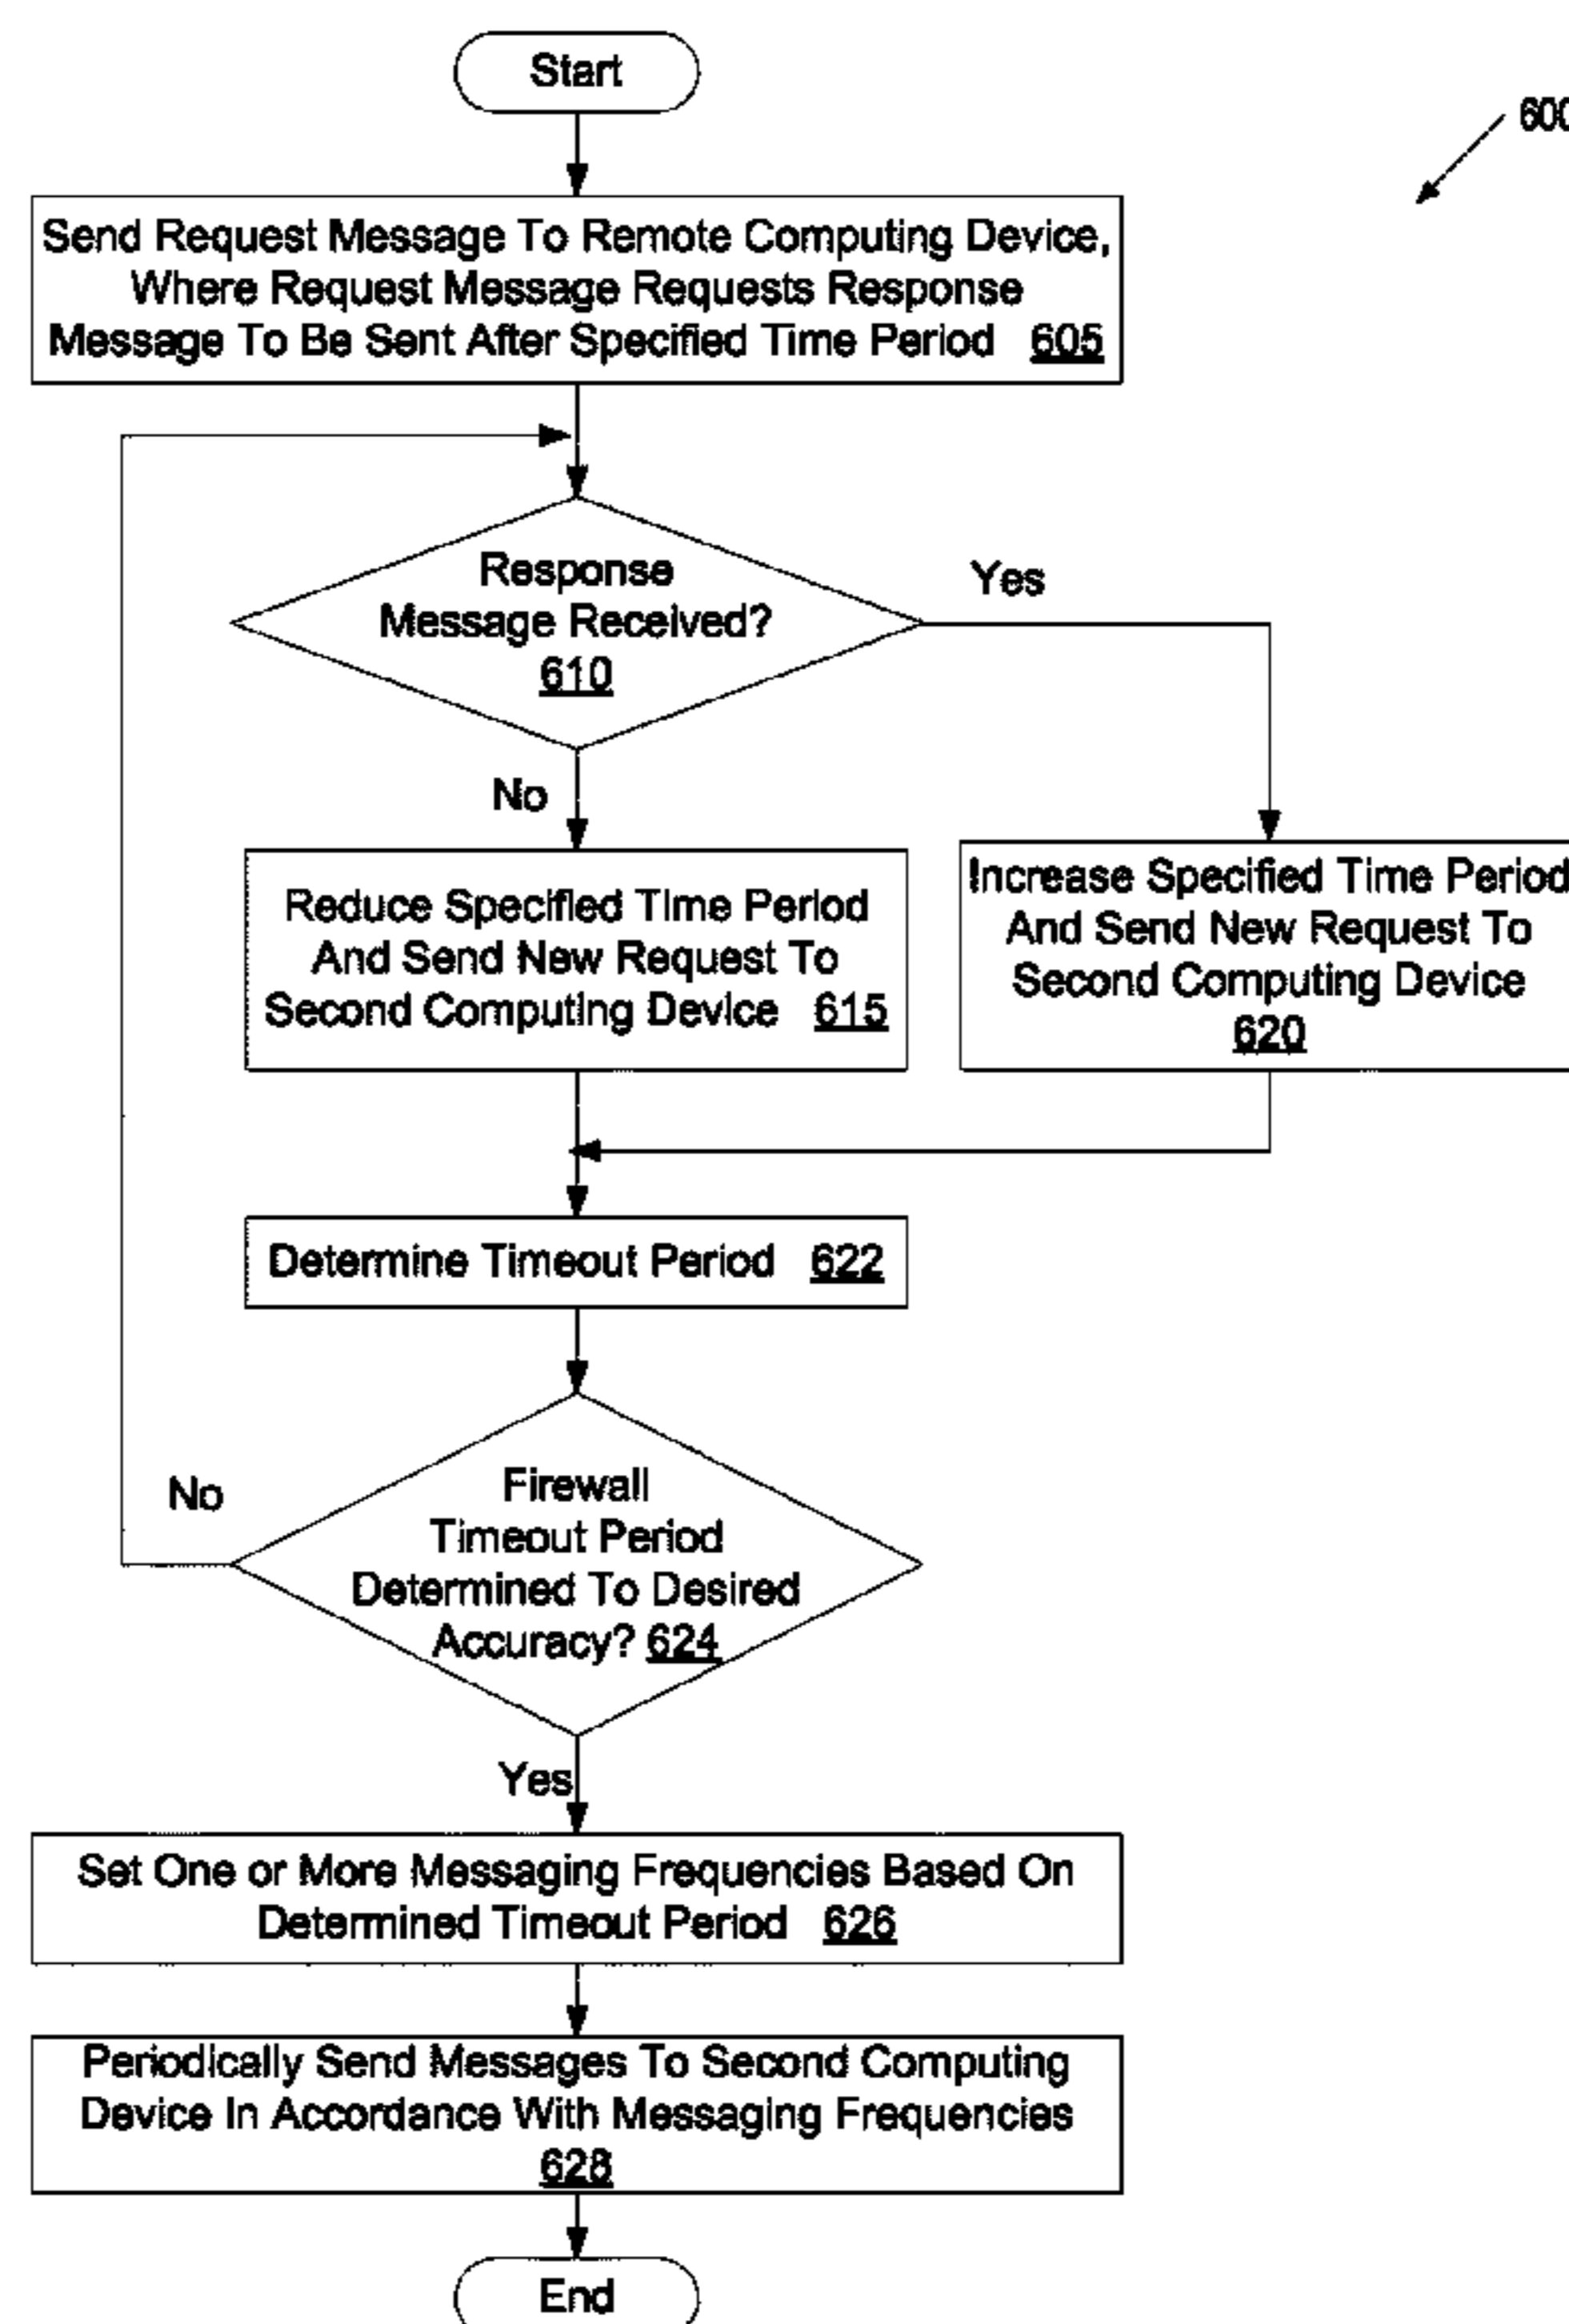 Start
600
Send Request Message To Remote Computing Device,
Where Request Message Requests Response
Message To Be Sent After Specified Time Period 605
Response
Message Received?
610
Yes
No
Reduce Specified Time Period
And Send New Request To
Second Computing Device 615
Increase Specified Time Period
And Send New Request To
Second Computing Device
620
Determine Timeout Period 622
No
Firewall
Timeout Period
Determined To Desired
Accuracy? 624
Yes
Set One or More Messaging Frequencies Based On
Determined Timeout Period 626
Periodically Send Messages To Second Computing
Device In Accordance With Messaging Frequencies
628
End